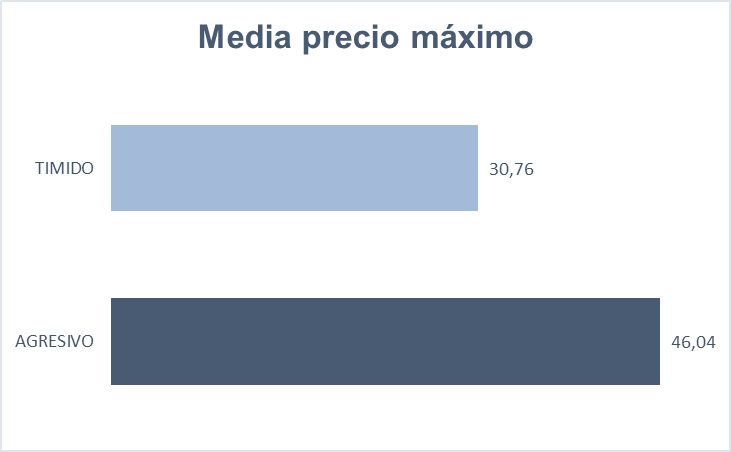 Media precio máximo
TIMIDO
30,76
AGRESIVO
46,04